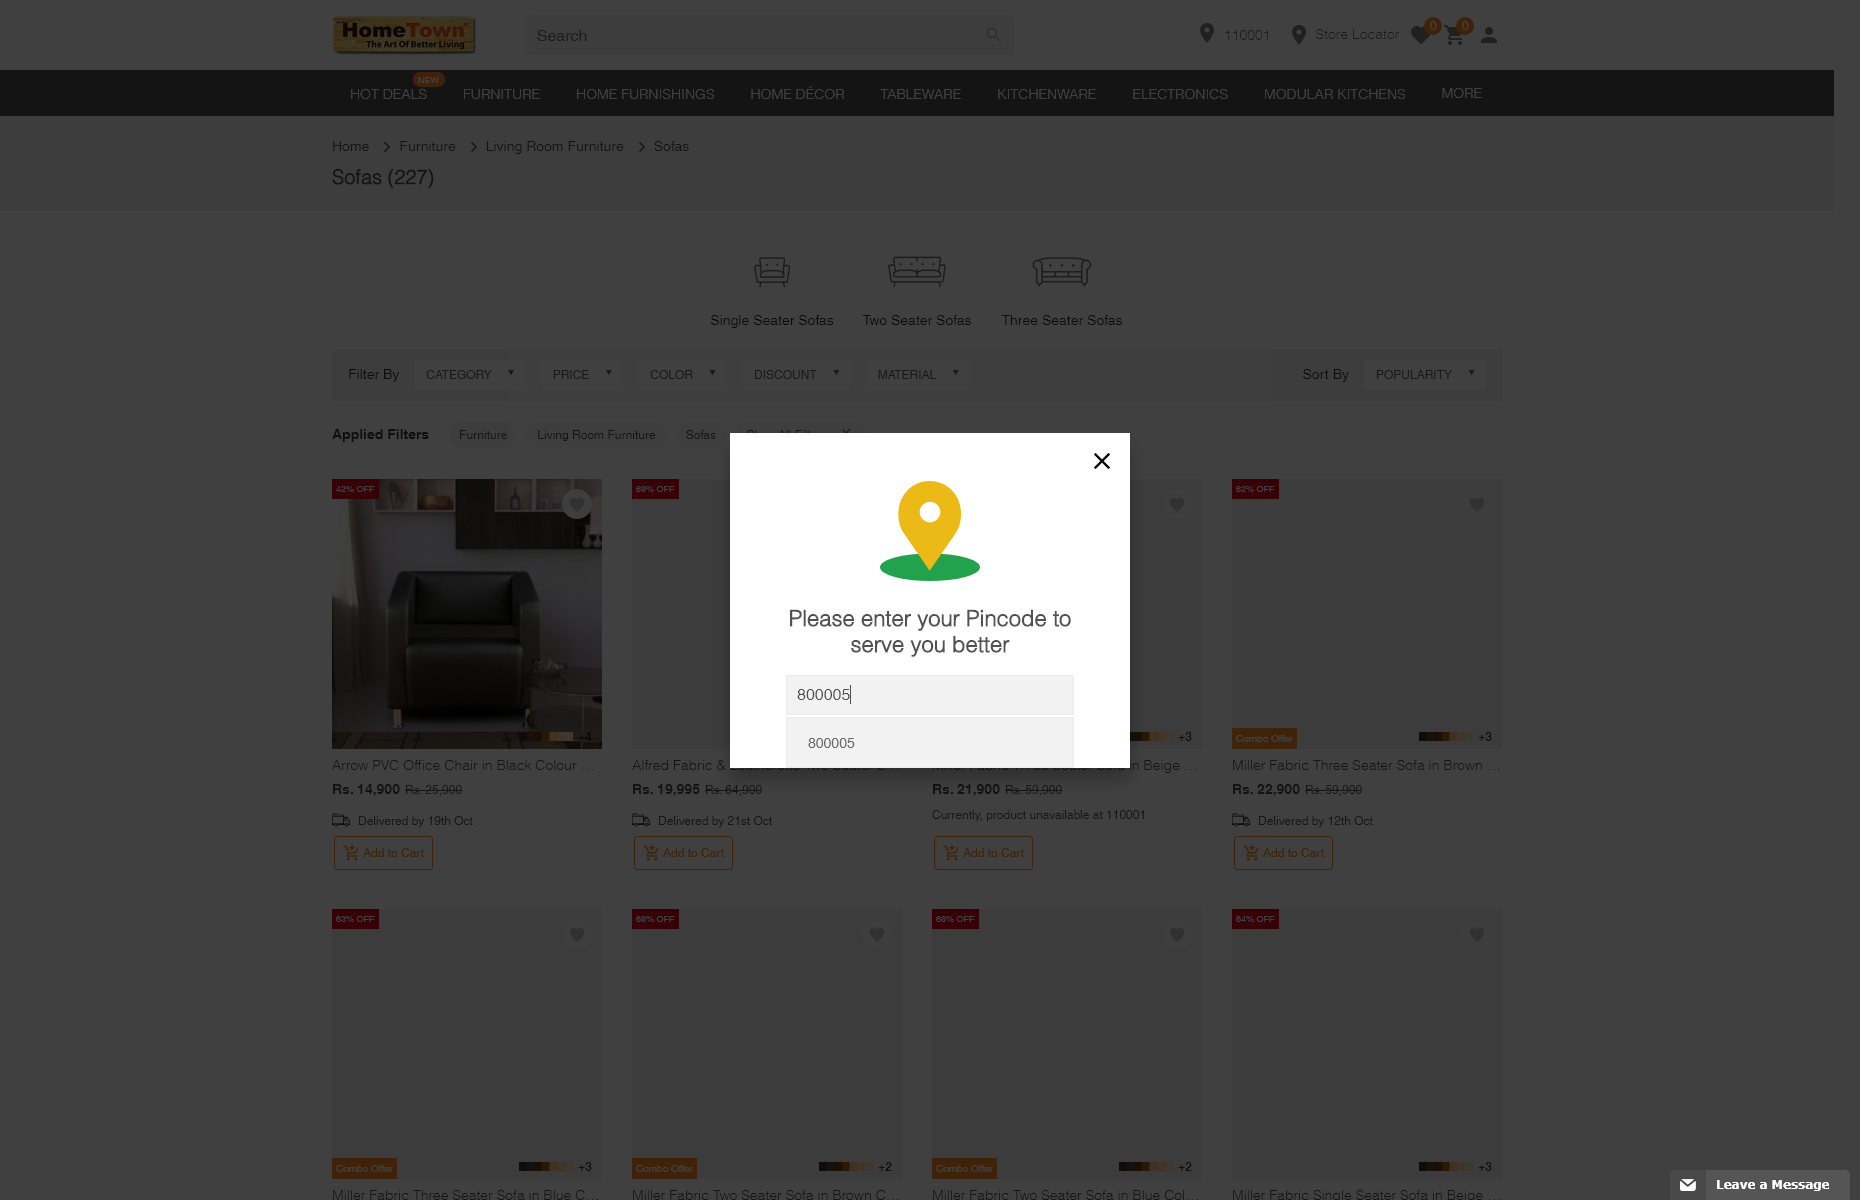 HomeTown
The Art Of Better Living
Search
110001
Store Locator
0
0
NEW
HOT DEALS
FURNITURE
HOME FURNISHINGS
HOME DÉCOR
TABLEWARE
KITCHENWARE
ELECTRONICS
MODULAR KITCHENS
MORE
Home
Furniture
Living Room Furniture
Sofas
Sofas (227)
Single Seater Sofas
Two Seater Sofas
Three Seater Sofas
Filter By
CATEGORY
PRICE
COLOR
DISCOUNT
MATERIAL
Sort By
POPULARITY
Applied Filters
Furniture
Living Room Furniture
Sofas
Please enter your Pincode to
serve you better
800005
800005
42% OFF
69% OFF
62% OFF
+4
+3
Combo Offer
+3
Arrow PVC Office Chair in Black Colour ...
Rs. 14,900 Rs. 25,900
Delivered by 19th Oct
Add to Cart
Alfred Fabric &
Rs. 19,995 Rs. 64,900
Delivered by 21st Oct
Add to Cart
in Beige ...
Rs. 21,900 Rs. 59,900
Currently, product unavailable at 110001
Add to Cart
Miller Fabric Three Seater Sofa in Brown ...
Rs. 22,900 Rs. 59,900
Delivered by 12th Oct
Add to Cart
63% OFF
68% OFF
68% OFF
64% OFF
Combo Offer
+3
Combo Offer
+2
Combo Offer
+2
+3
Miller Fabric Three Seater Sofa in Blue C...
Miller Fabric Two Seater Sofa in Brown C...
Miller Fabric Two Seater Sofa in Blue Col...
Miller Fabric Single Seater Sofa in Beige ...
Leave a Message